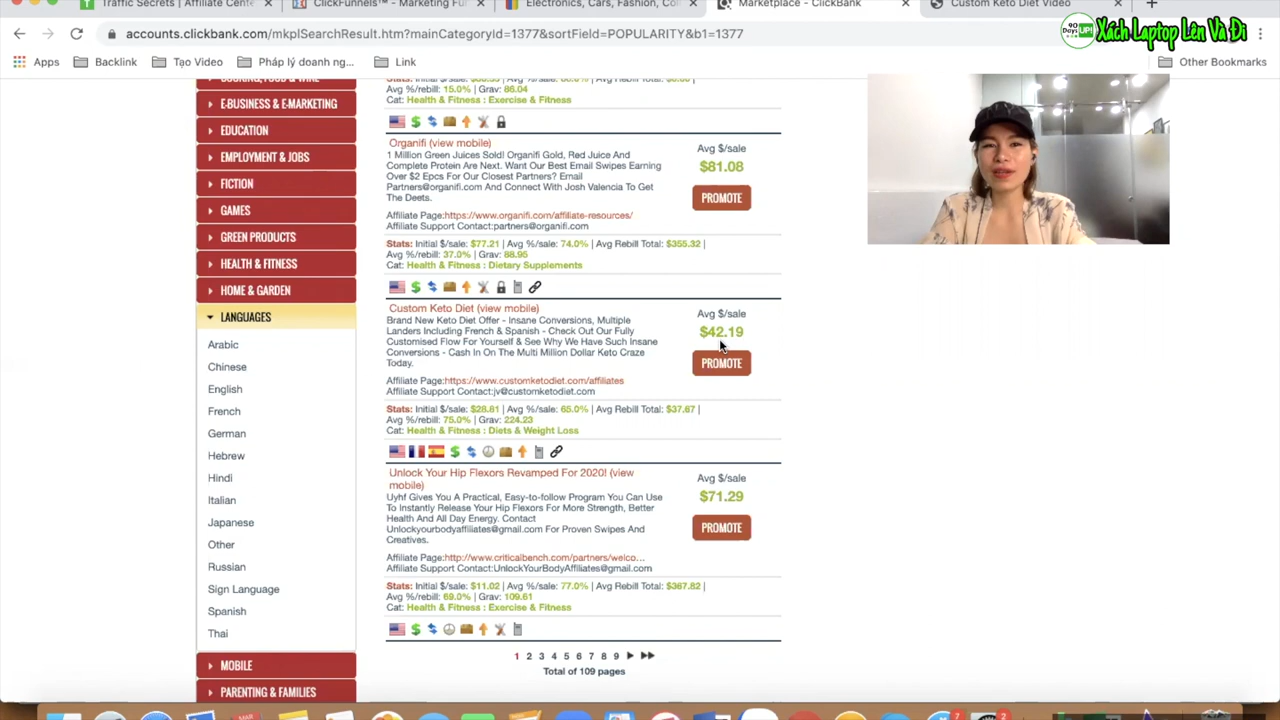 Traffic Secrets | Affiliate Cente
ClickFunnels™ - Marketing Fun
Electronics, Cars, Fashion, Col
Marketplace - ClickBank
Custom Keto Diet Video
accounts.clickbank.com/mkplSearchResult.htm?mainCategoryId=1377&sortField=POPULARITY&b1=1377
90 Days UP!
Xách Laptop Lên Và Đi
Apps
Backlink
Tạo Video
Pháp lý doanh ng...
Link
Other Bookmarks
E-BUSINESS & E-MARKETING
EDUCATION
EMPLOYMENT & JOBS
FICTION
GAMES
GREEN PRODUCTS
HEALTH & FITNESS
HOME & GARDEN
LANGUAGES
Arabic
Chinese
English
French
German
Hebrew
Hindi
Italian
Japanese
Other
Russian
Sign Language
Spanish
Thai
MOBILE
PARENTING & FAMILIES
Avg %/rebill: 15.0% | Grav: 86.04
Cat: Health & Fitness : Exercise & Fitness
Organifi (view mobile)
1 Million Green Juices Sold! Organifi Gold, Red Juice And
Complete Protein Are Next. Want Our Best Email Swipes Earning
Over $2 Epcs For Our Closest Partners? Email
Partners@organifi.com And Connect With Josh Valencia To Get
The Deets.
Avg $/sale
$81.08
PROMOTE
Affiliate Page:https://www.organifi.com/affiliate-resources/
Affiliate Support Contact:partners@organifi.com
Stats: Initial $/sale: $77.21 | Avg %/sale: 74.0% | Avg Rebill Total: $355.32 |
Avg %/rebill: 37.0% | Grav: 88.95
Cat: Health & Fitness : Dietary Supplements
Custom Keto Diet (view mobile)
Brand New Keto Diet Offer - Insane Conversions, Multiple
Landers Including French & Spanish - Check Out Our Fully
Customised Flow For Yourself & See Why We Have Such Insane
Conversions - Cash In On The Multi Million Dollar Keto Craze
Today.
Avg $/sale
$42.19
PROMOTE
Affiliate Page:https://www.customketodiet.com/affiliates
Affiliate Support Contact:jv@customketodiet.com
Stats: Initial $/sale: $28.81 | Avg %/sale: 65.0% | Avg Rebill Total: $37.67 |
Avg %/rebill: 75.0% | Grav: 224.23
Cat: Health & Fitness : Diets & Weight Loss
Unlock Your Hip Flexors Revamped For 2020! (view
mobile)
Uyhf Gives You A Practical, Easy-to-follow Program You Can Use
To Instantly Release Your Hip Flexors For More Strength, Better
Health And All Day Energy. Contact
Unlockyourbodyaffiliates@gmail.com For Proven Swipes And
Creatives.
Avg $/sale
$71.29
PROMOTE
Affiliate Page:http://www.criticalbench.com/partners/welco...
Affiliate Support Contact:UnlockYourBodyAffiliates@gmail.com
Stats: Initial $/sale: $11.02 | Avg %/sale: 77.0% | Avg Rebill Total: $367.82 |
Avg %/rebill: 69.0% | Grav: 109.61
Cat: Health & Fitness : Exercise & Fitness
1 2 3 4 5 6 7 8 9
Total of 109 pages